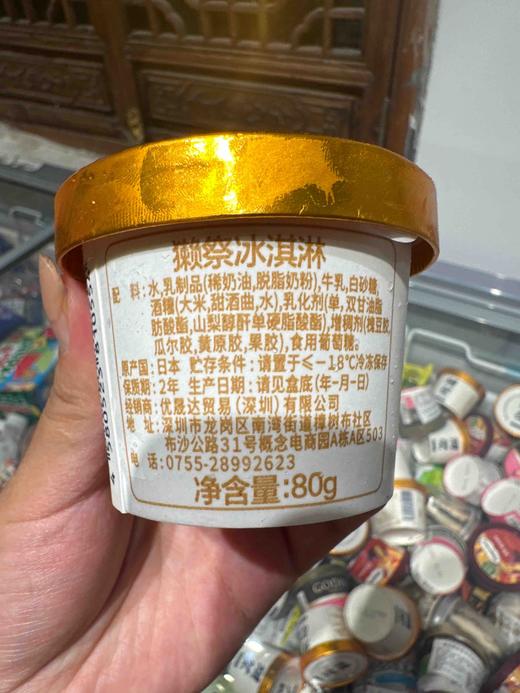 獭祭冰淇淋
配 料:水,乳制品(稀奶油,脱脂奶粉),牛乳,白砂糖,
酒糟(大米,甜酒曲,水),乳化剂(单,双甘油脂
肪酸酯,山梨醇酐单硬脂酸酯),增稠剂(槐豆胶,
瓜尔胶,黄原胶,果胶),食用葡萄糖。
原产国:日本 贮存条件:请置于≤-18℃冷冻保存
保质期:2年 生产日期:请见盒底(年-月-日)
经销商:优晟达贸易(深圳)有限公司
地 址:深圳市龙岗区南湾街道樟树布社区
布沙公路31号概念电商园A栋A区503
电 话:0755-28992623
净含量:80g